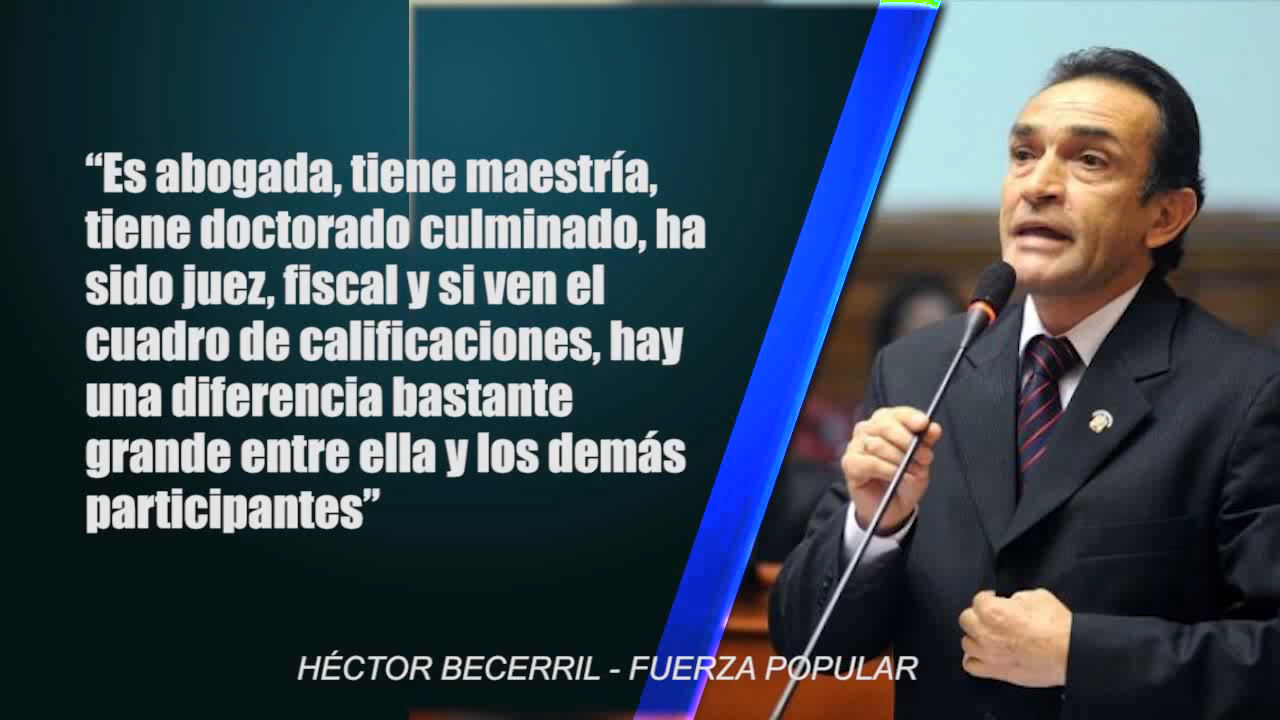 “Es abogada, tiene maestría,
tiene doctorado culminado, ha
sido juez, fiscal y si ven el
cuadro de calificaciones, hay
una diferencia bastante
grande entre ella y los demás
participantes”
HÉCTOR BECERRIL - FUERZA POPULAR